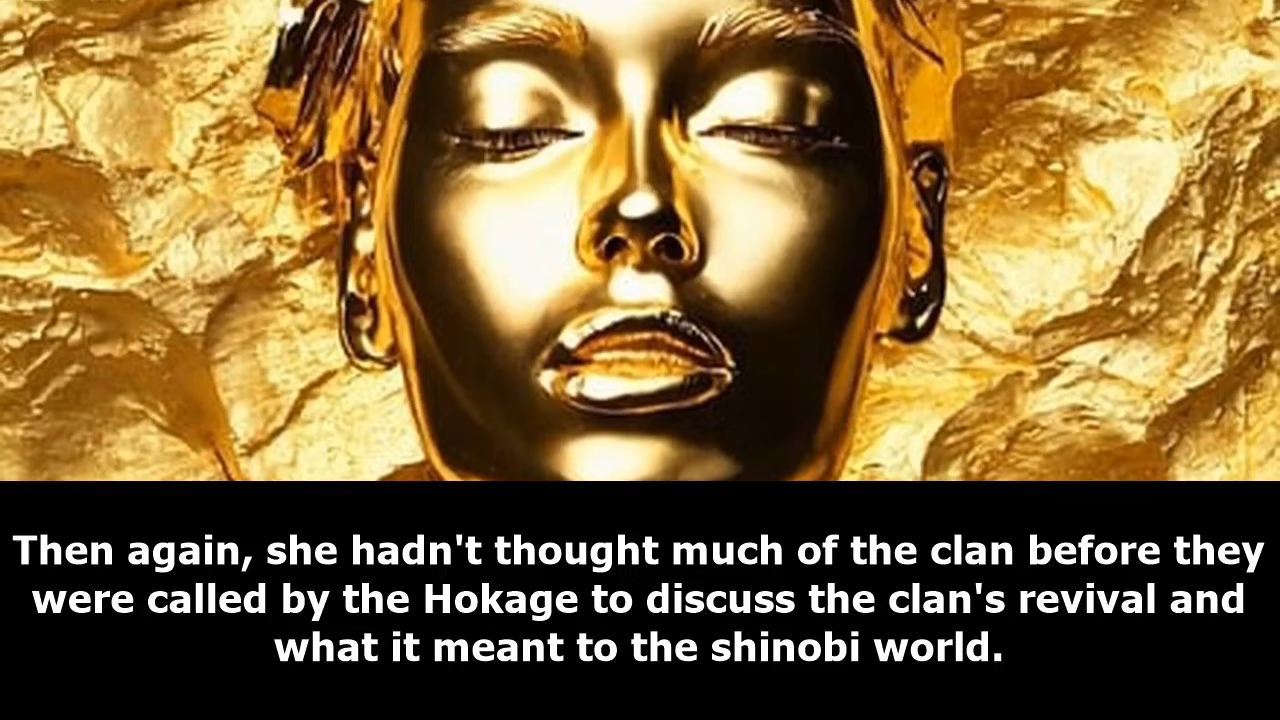 Then again, she hadn't thought much of the clan before they
were called by the Hokage to discuss the clan's revival and
what it meant to the shinobi world.